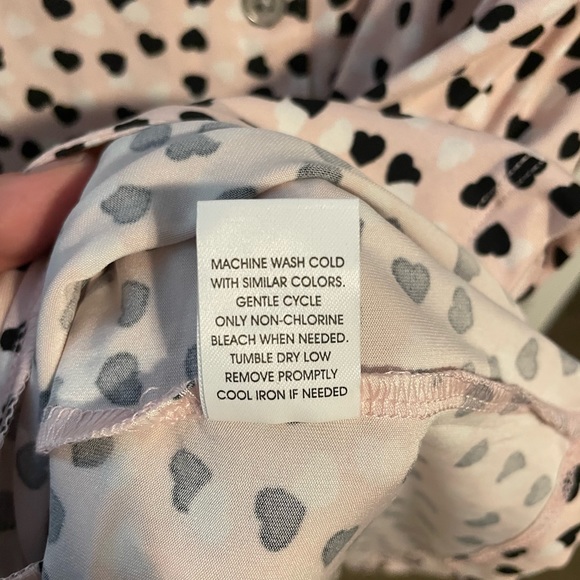 MACHINE WASH COLD
WITH SIMILAR COLORS.
GENTLE CYCLE
ONLY NON-CHLORINE
BLEACH WHEN NEEDED.
TUMBLE DRY LOW
REMOVE PROMPTLY
COOL IRON IF NEEDED